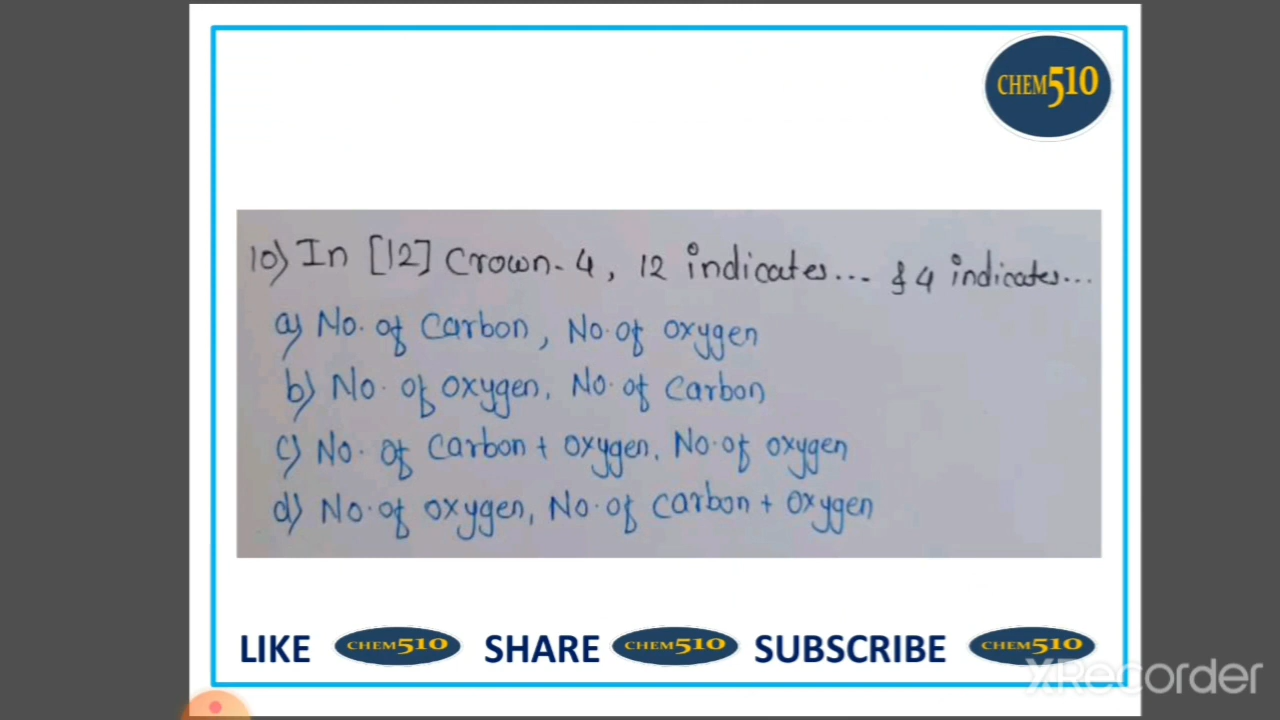 CHEM510
10) In [12] Crown-4, 12 indicates... & 4 indicates...
a) No. of Carbon, No. of oxygen
b) No. of oxygen, No. of Carbon
c) No. of Carbon + oxygen, No. of oxygen
d) No. of oxygen, No. of carbon + oxygen
LIKE CHEM510 SHARE CHEM510 SUBSCRIBE CHEM510
XRecorder